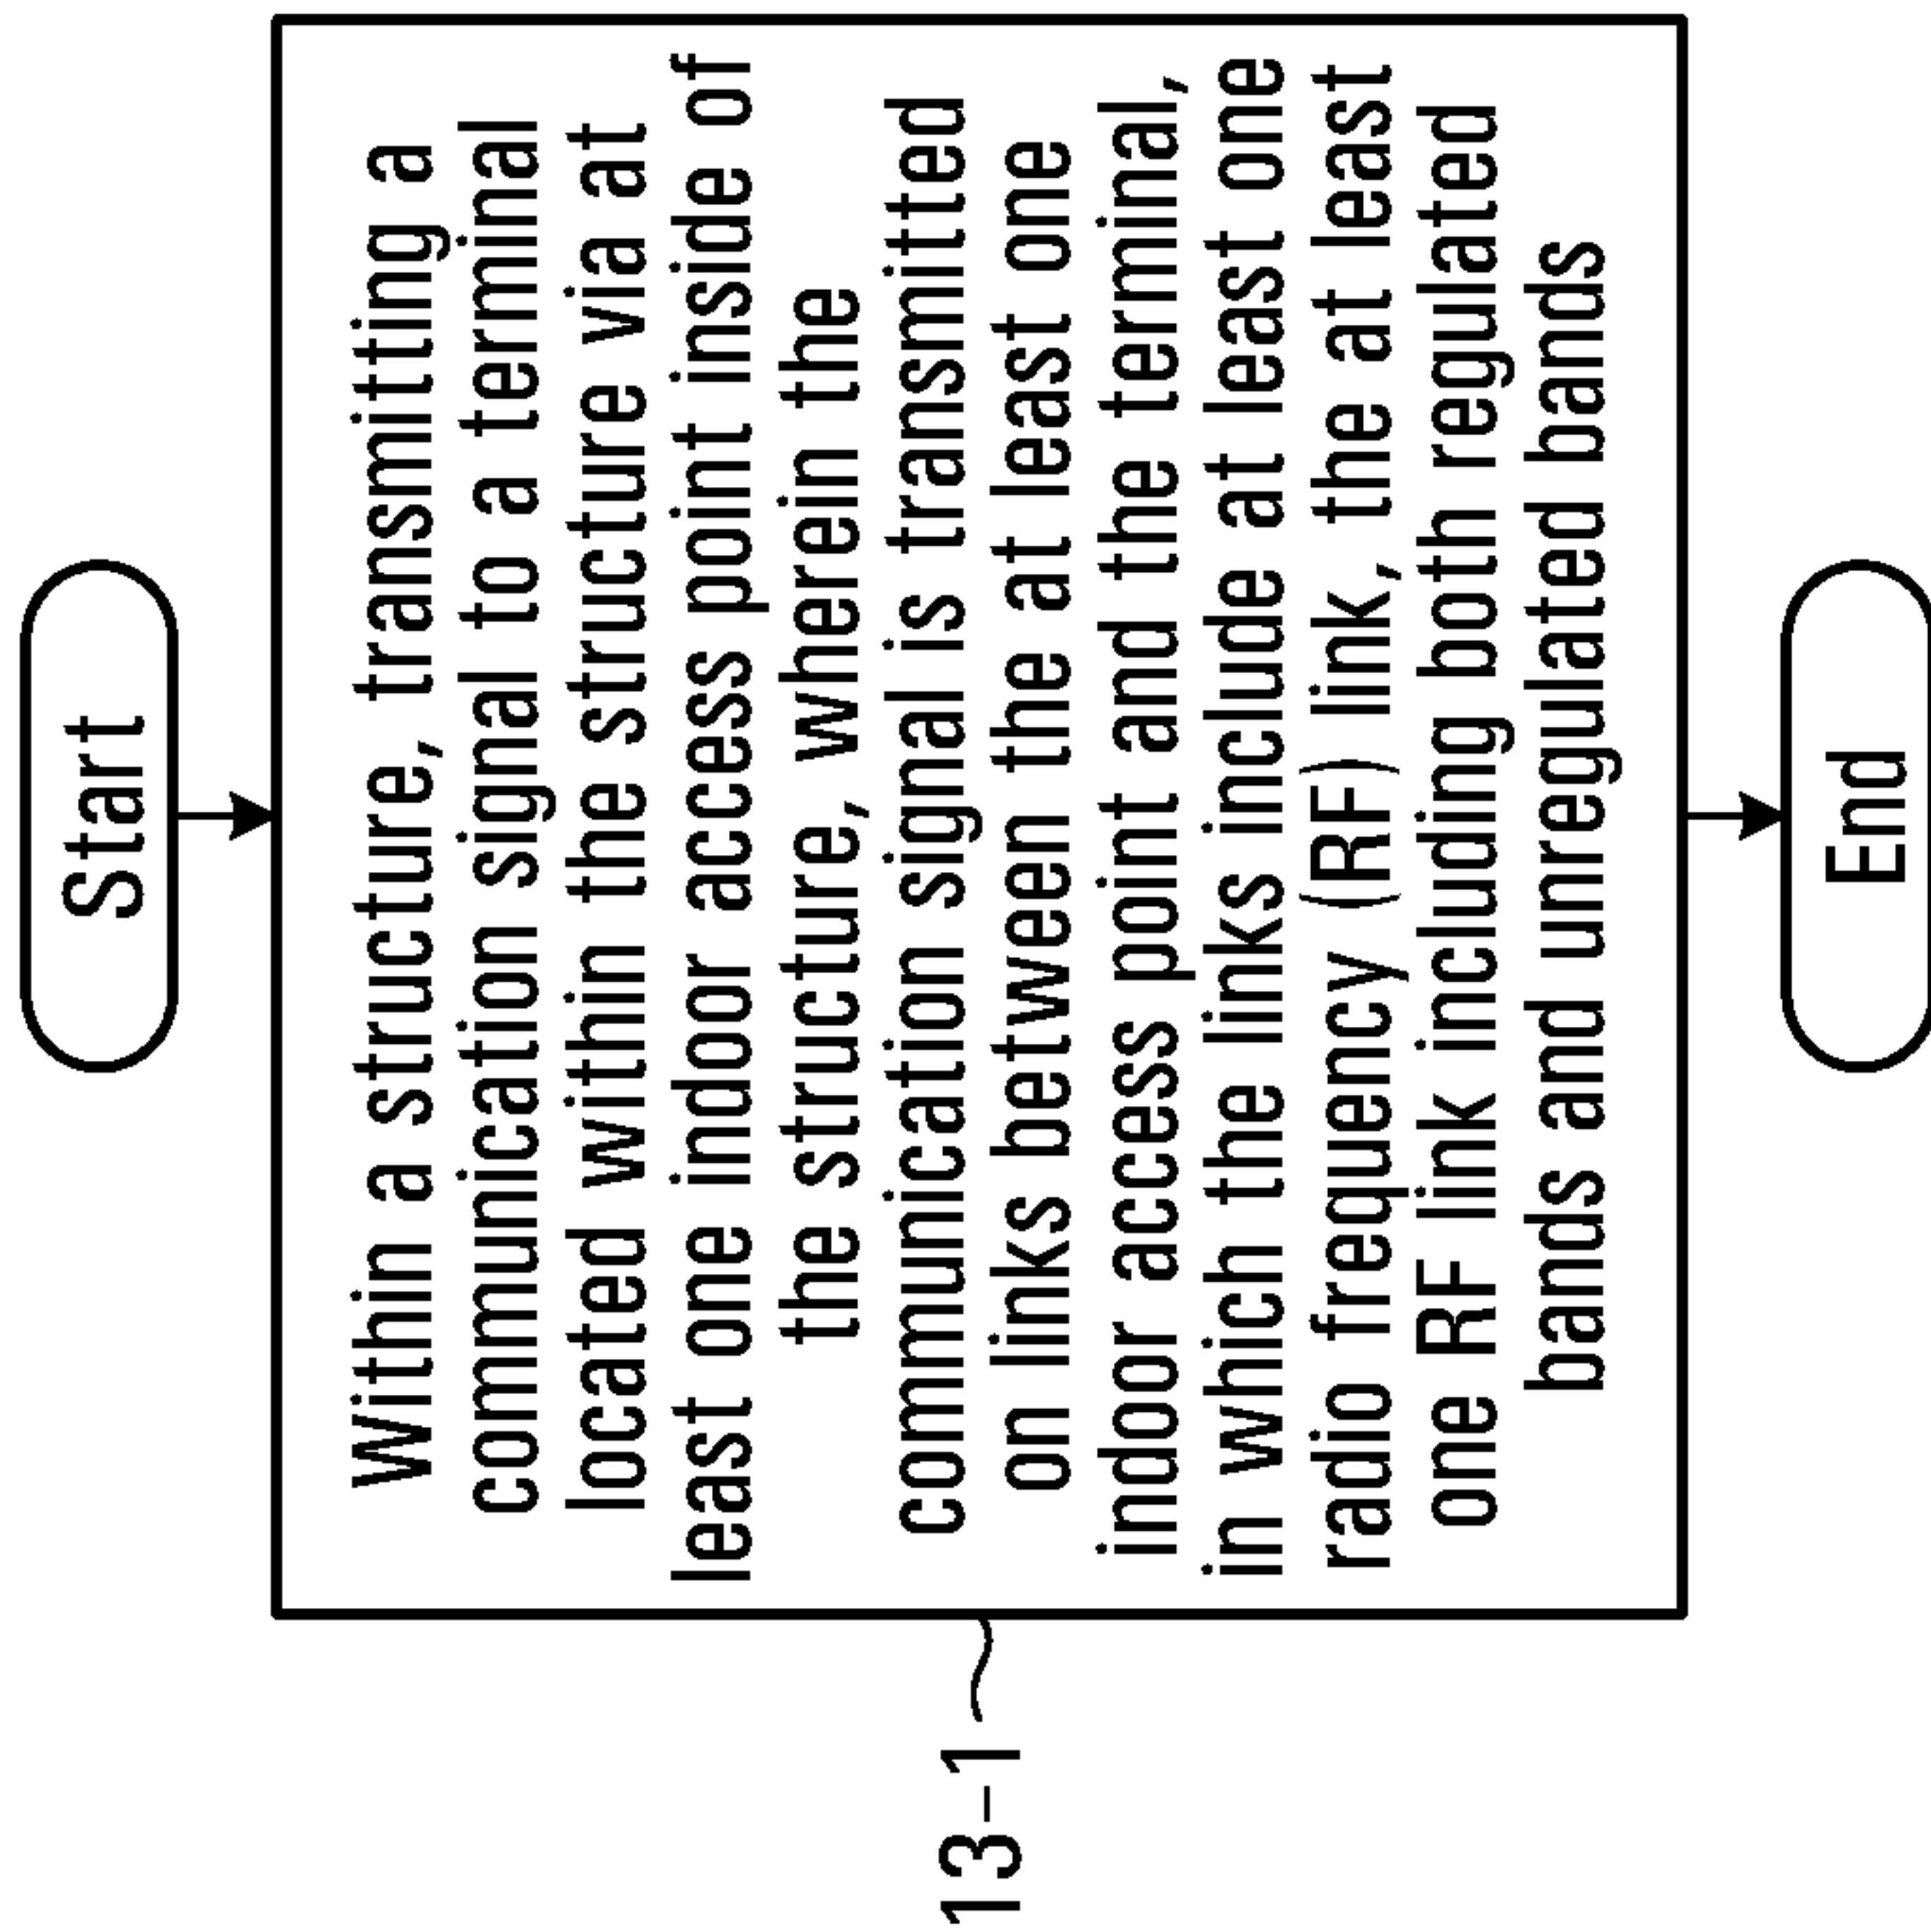 Start
Within a structure, transmitting a
communication signal to a terminal
located within the structure via at
least one indoor access point inside of
the structure, wherein the
communication signal is transmitted
on links between the at least one
indoor access point and the terminal,
in which the links include at least one
radio frequency (RF) link, the at least
one RF link including both regulated
bands and unregulated bands
13-1
End